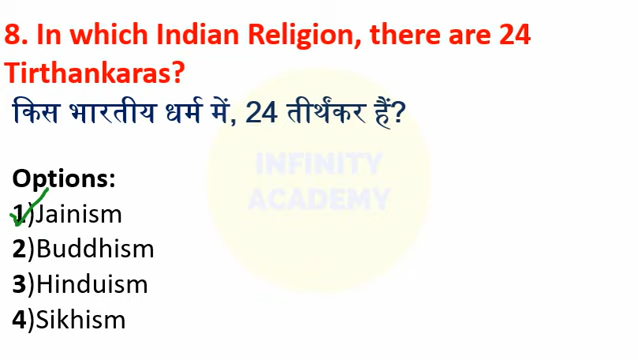 8. In which Indian Religion, there are 24
Tirthankaras?
किस भारतीय धर्म में, 24 तीर्थंकर हैं?
INFINITY
ACADEMY
Options:
1)Jainism
2)Buddhism
3)Hinduism
4)Sikhism